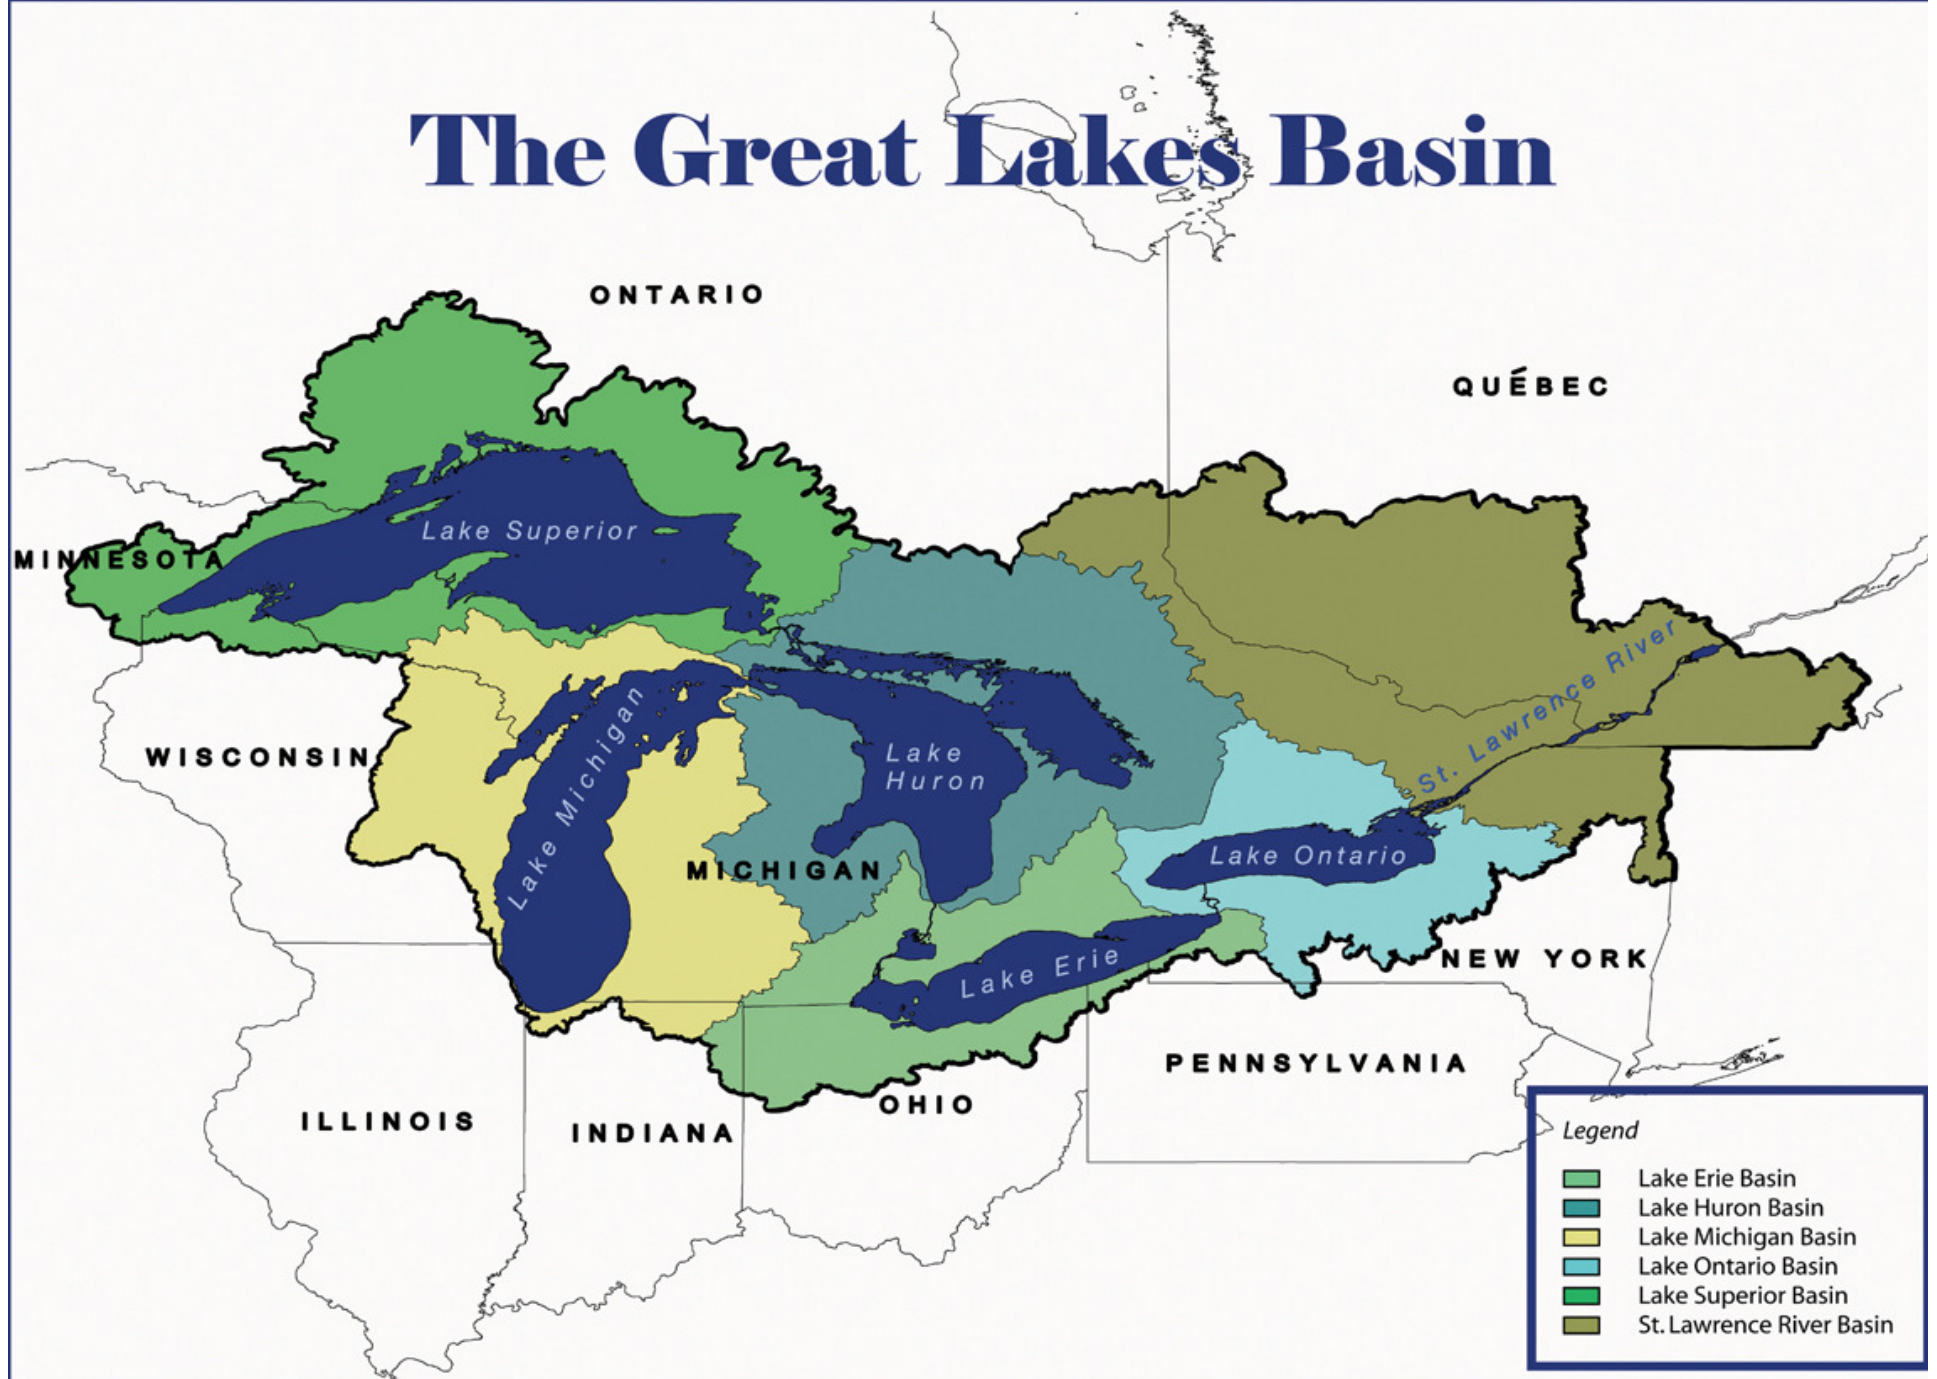 The Great Lakes Basin
ONTARIO
QUÉBEC
Lake Superior
MINNESOTA
St. Lawrence River
WISCONSIN
Lake Michigan
Lake
Huron
MICHIGAN
Lake Ontario
Lake Erie
NEW YORK
PENNSYLVANIA
OHIO
ILLINOIS
INDIANA
Legend
Lake Erie Basin
Lake Huron Basin
Lake Michigan Basin
Lake Ontario Basin
Lake Superior Basin
St. Lawrence River Basin